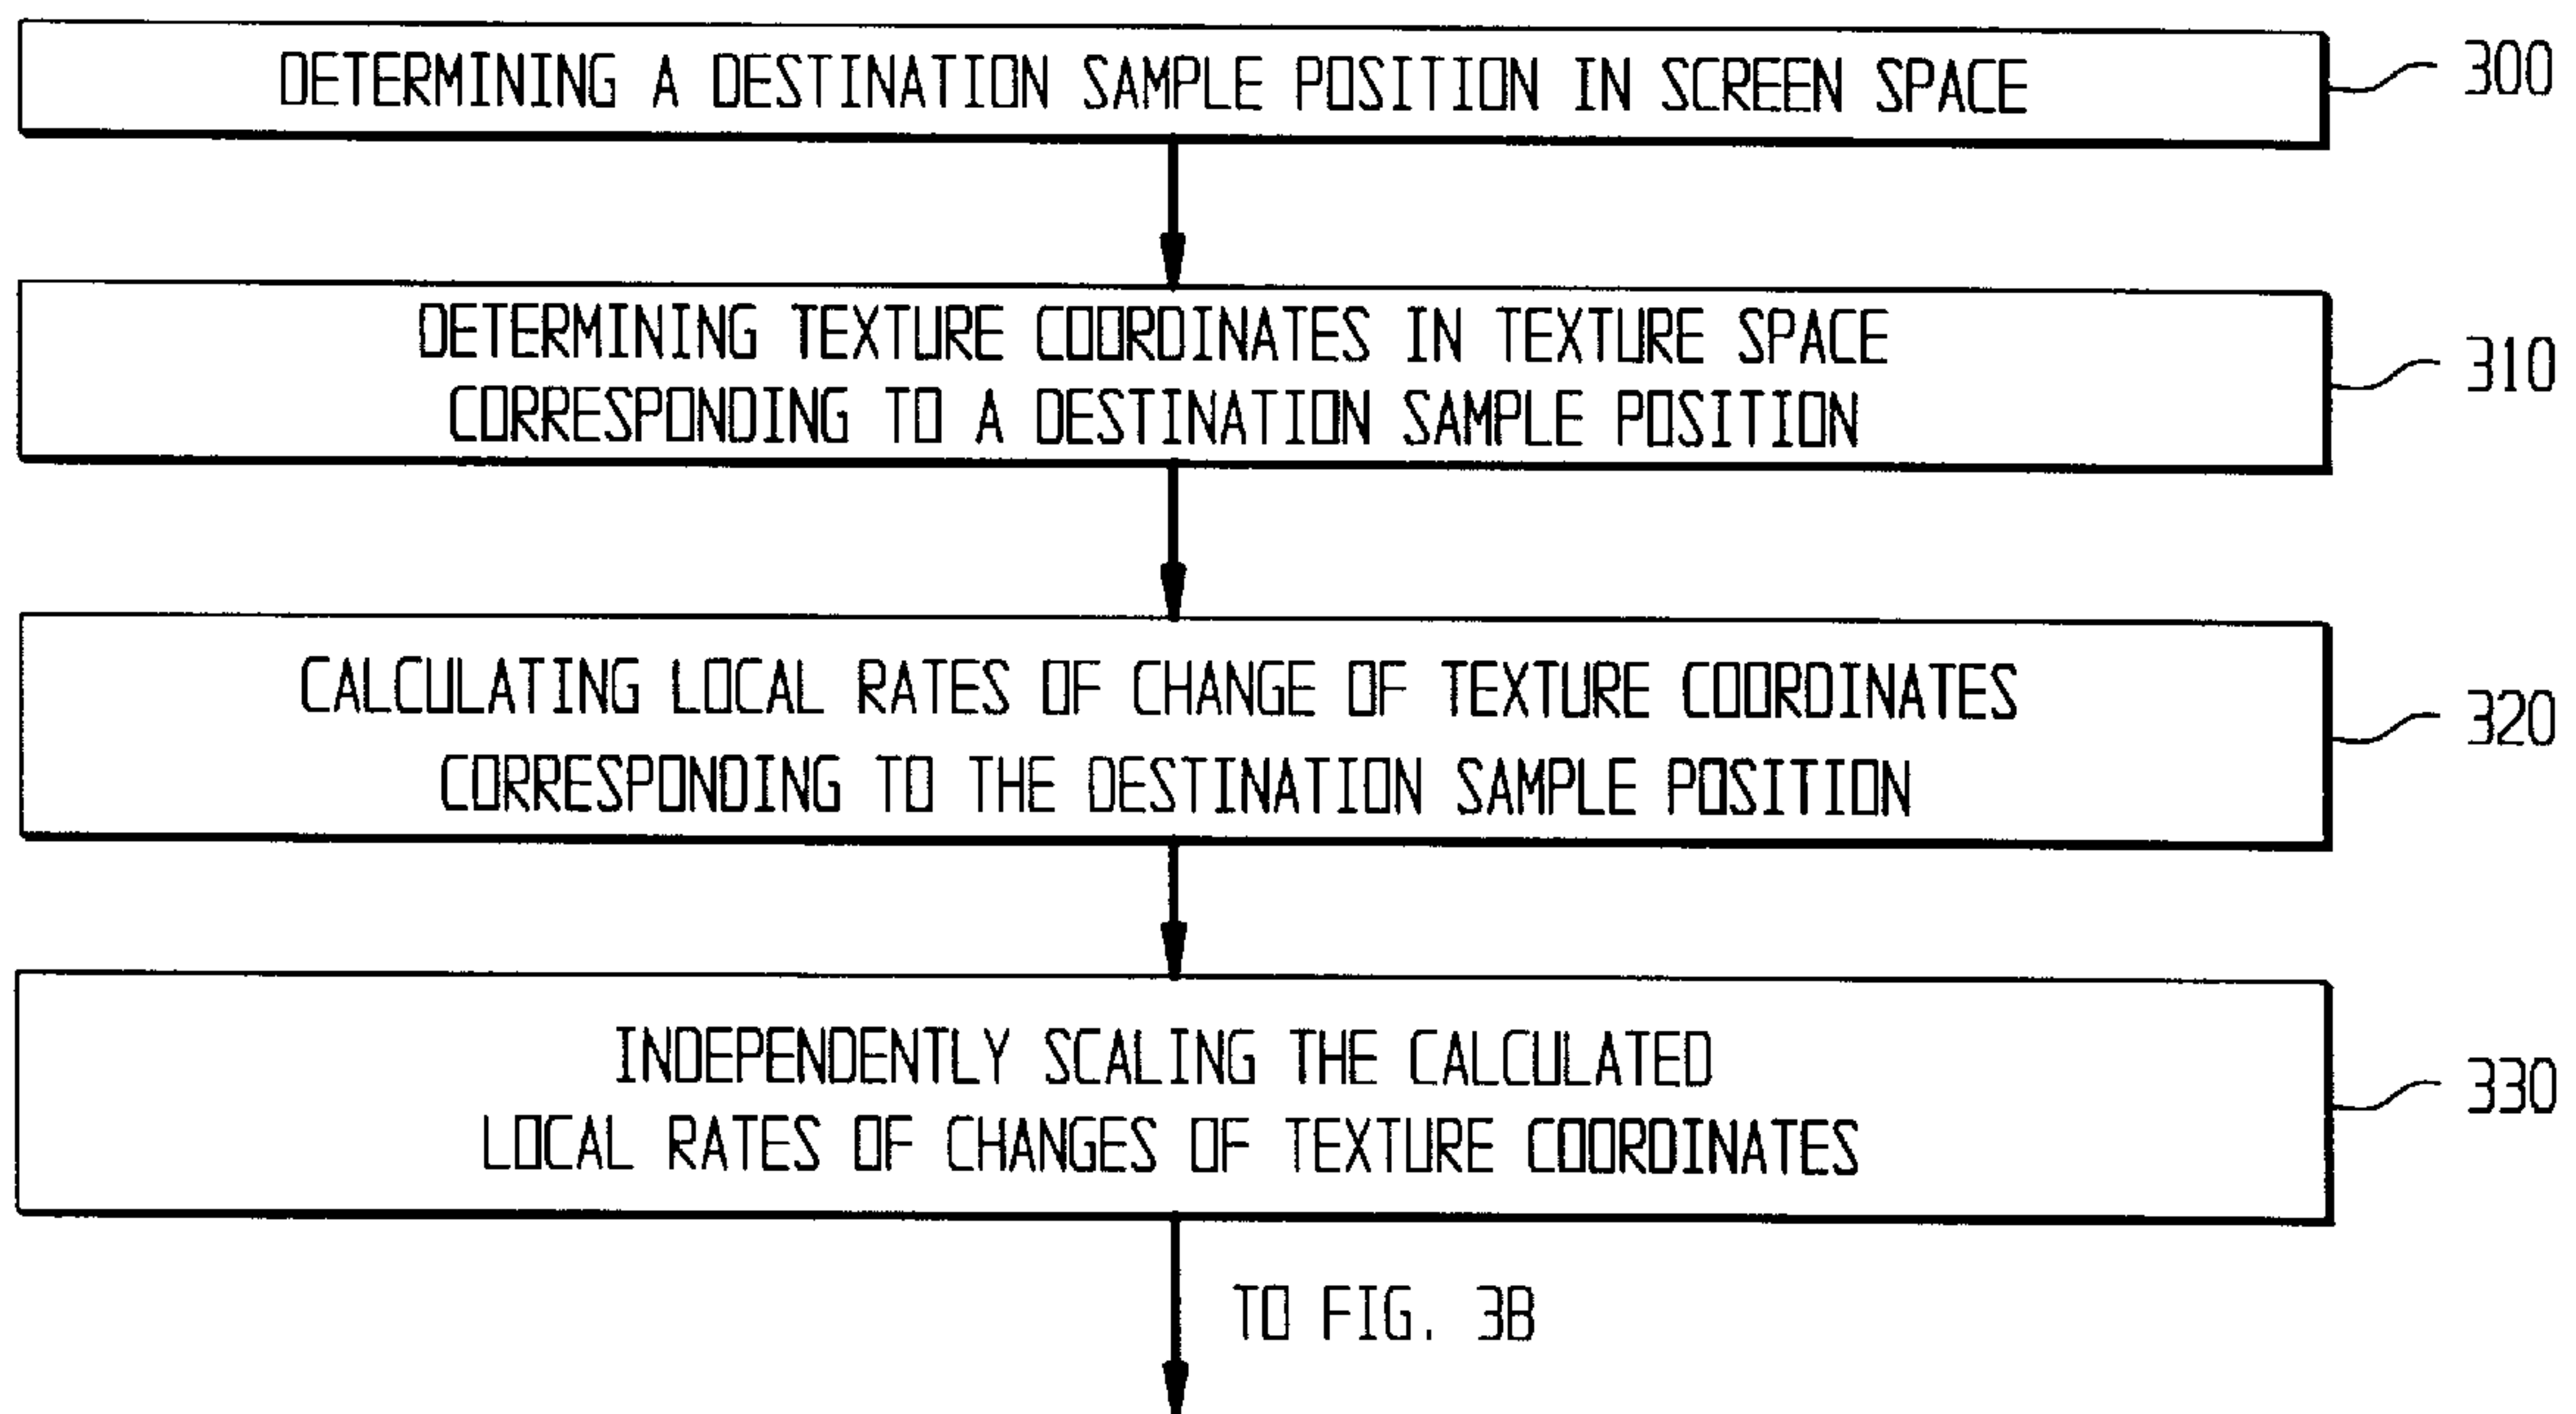 DETERMINING A DESTINATION SAMPLE POSITION IN SCREEN SPACE
300
DETERMINING TEXTURE COORDINATES IN TEXTURE SPACE
CORRESPONDING TO A DESTINATION SAMPLE POSITION
310
CALCULATING LOCAL RATES OF CHANGE OF TEXTURE COORDINATES
CORRESPONDING TO THE DESTINATION SAMPLE POSITION
320
INDEPENDENTLY SCALING THE CALCULATED
LOCAL RATES OF CHANGES OF TEXTURE COORDINATES
330
TO FIG. 3B